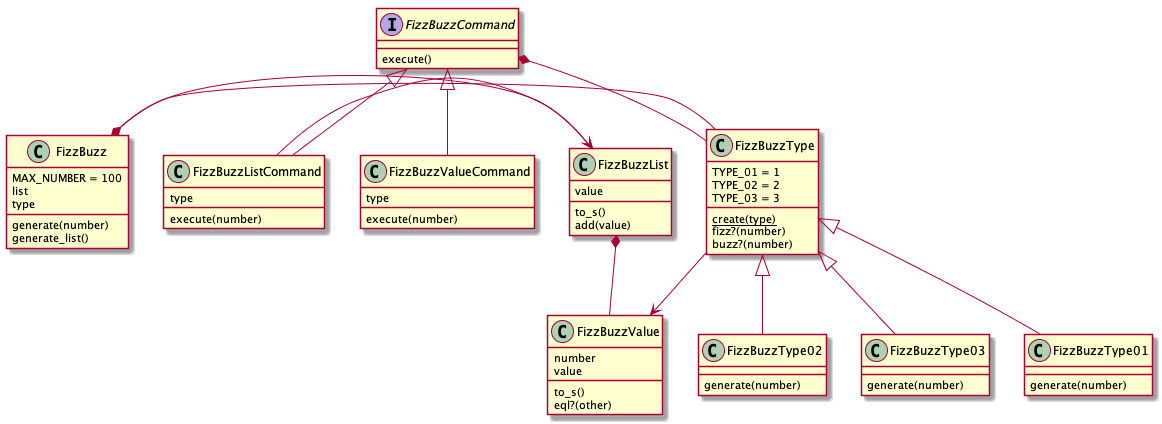 I FizzBuzzCommand
execute()
C FizzBuzz
MAX_NUMBER = 100
list
type
generate(number)
generate_list()
C FizzBuzzListCommand
type
execute(number)
C FizzBuzzValueCommand
type
execute(number)
C FizzBuzzList
value
to_s()
add(value)
C FizzBuzzType
TYPE_01 = 1
TYPE_02 = 2
TYPE_03 = 3
create(type)
fizz?(number)
buzz?(number)
C FizzBuzzValue
number
value
to_s()
eql?(other)
C FizzBuzzType02
generate(number)
C FizzBuzzType03
generate(number)
C FizzBuzzType01
generate(number)